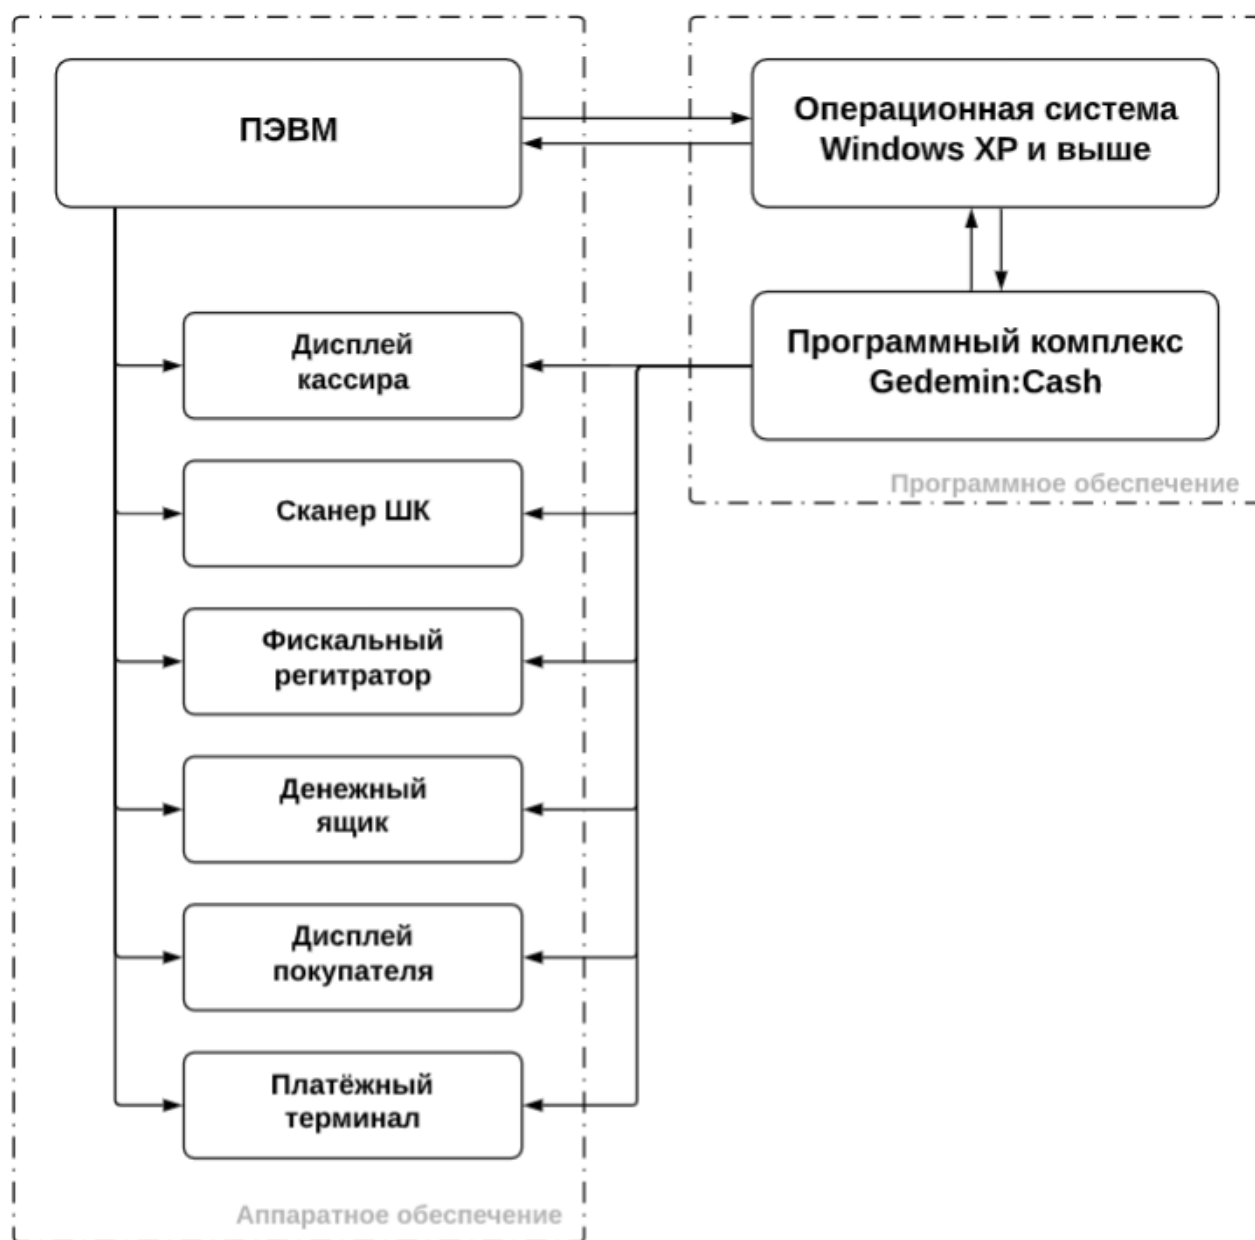 ПЭВМ
Операционная система
Windows XP и выше
Дисплей
кассира
Программный комплекс
Gedemin:Cash
Программное обеспечение
Сканер ШК
Фискальный
регитратор
Денежный
ящик
Дисплей
покупателя
Платёжный
терминал
Аппаратное обеспечение